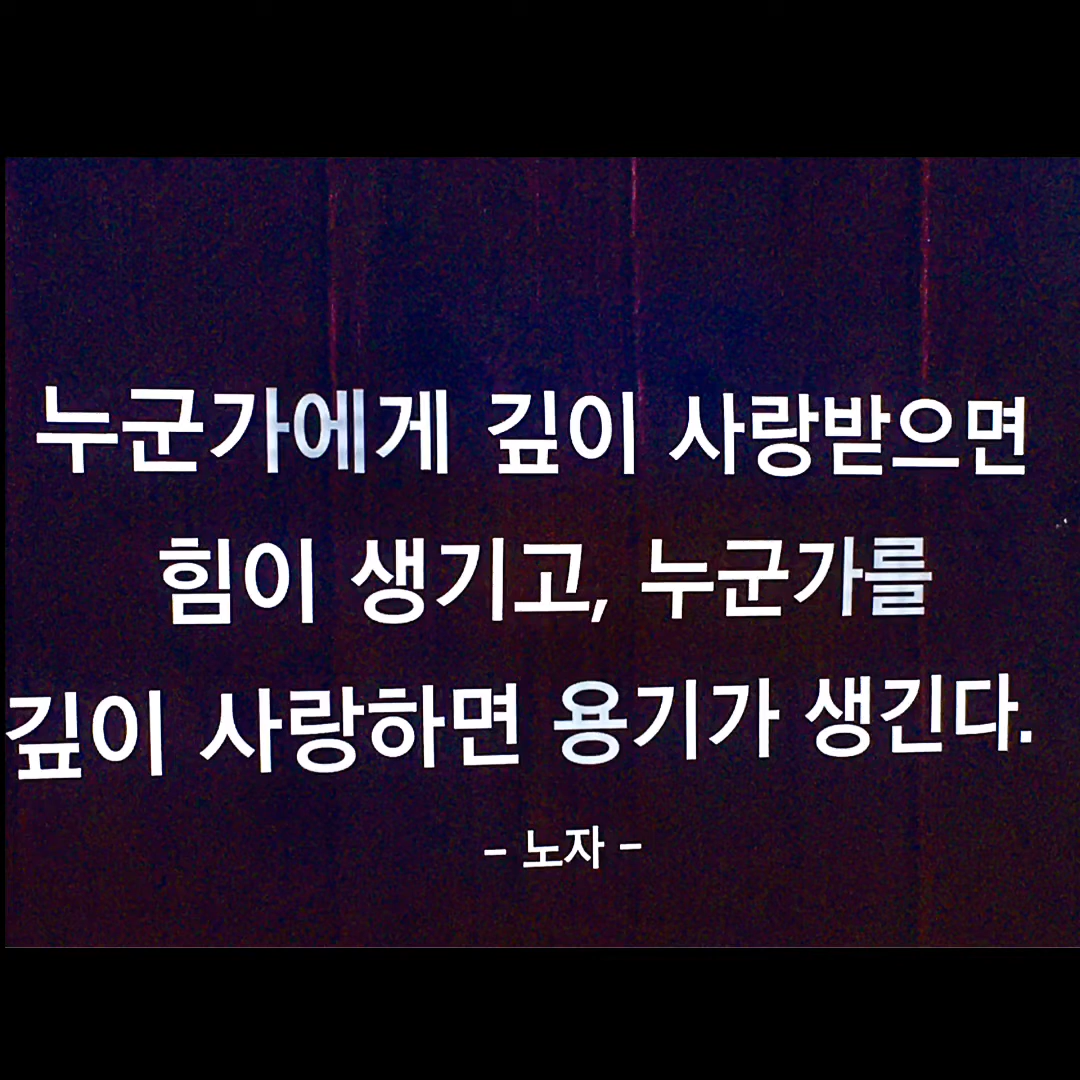 누군가에게 깊이 사랑받으면
힘이 생기고, 누군가를
깊이 사랑하면 용기가 생긴다.
- 노자 -